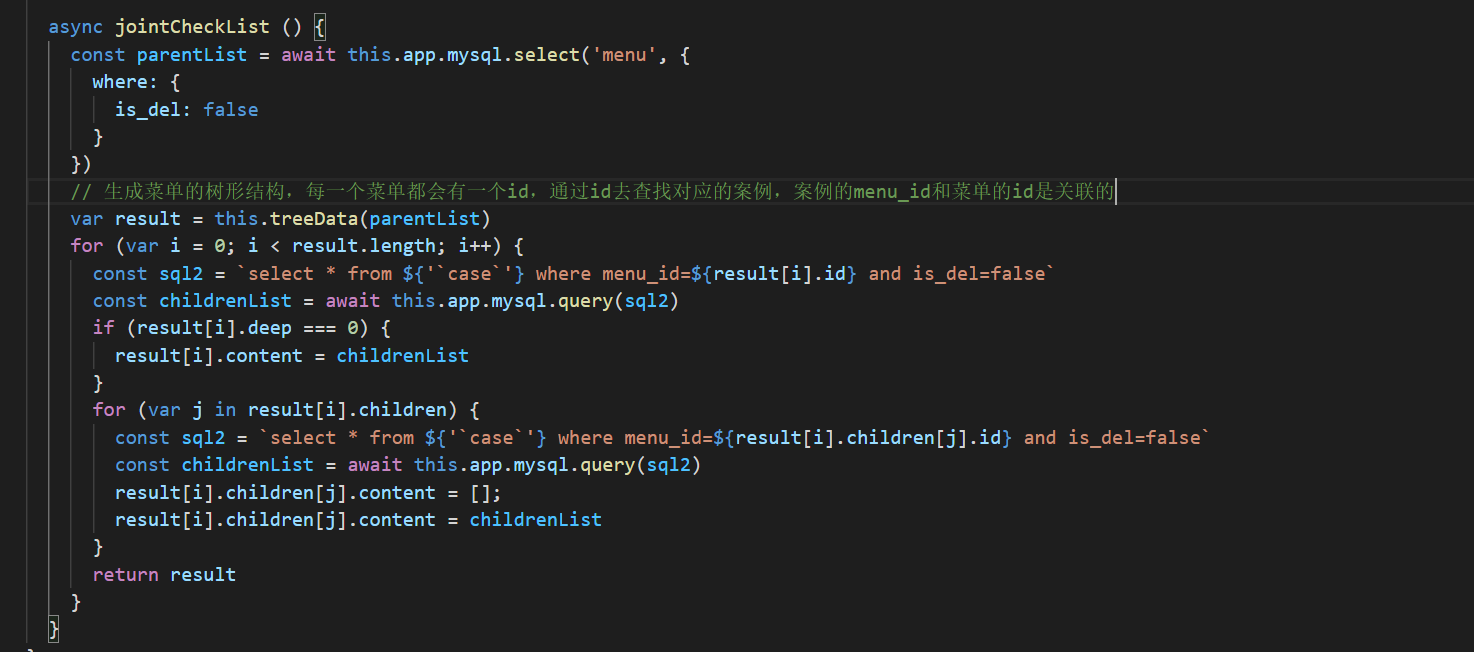 async jointCheckList () {
const parentList = await this.app.mysql.select('menu', {
where: {
is_del: false
}
})
// 生成菜单的树形结构，每一个菜单都会有一个id，通过id去查找对应的案例，案例的menu_id和菜单的id是关联的
var result = this.treeData(parentList)
for (var i = 0; i < result.length; i++) {
const sql2 = `select * from ${'`case`'} where menu_id=${result[i].id} and is_del=false`
const childrenList = await this.app.mysql.query(sql2)
if (result[i].deep === 0) {
result[i].content = childrenList
}
for (var j in result[i].children) {
const sql2 = `select * from ${'`case`'} where menu_id=${result[i].children[j].id} and is_del=false`
const childrenList = await this.app.mysql.query(sql2)
result[i].children[j].content = [];
result[i].children[j].content = childrenList
}
return result
}
}